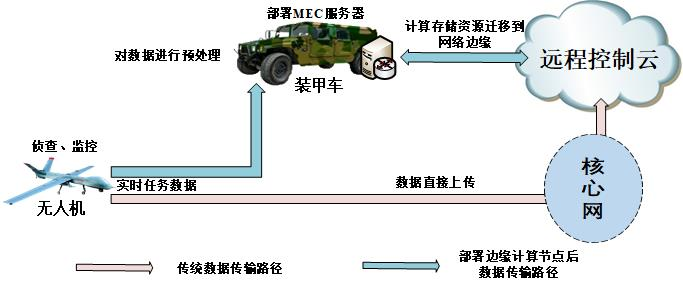 部署MEC服务器
对数据进行预处理
装甲车
计算存储资源迁移到
网络边缘
远程控制云
侦查、监控
实时任务数据
无人机
数据直接上传
核
心
网
传统数据传输路径
部署边缘计算节点后
数据传输路径